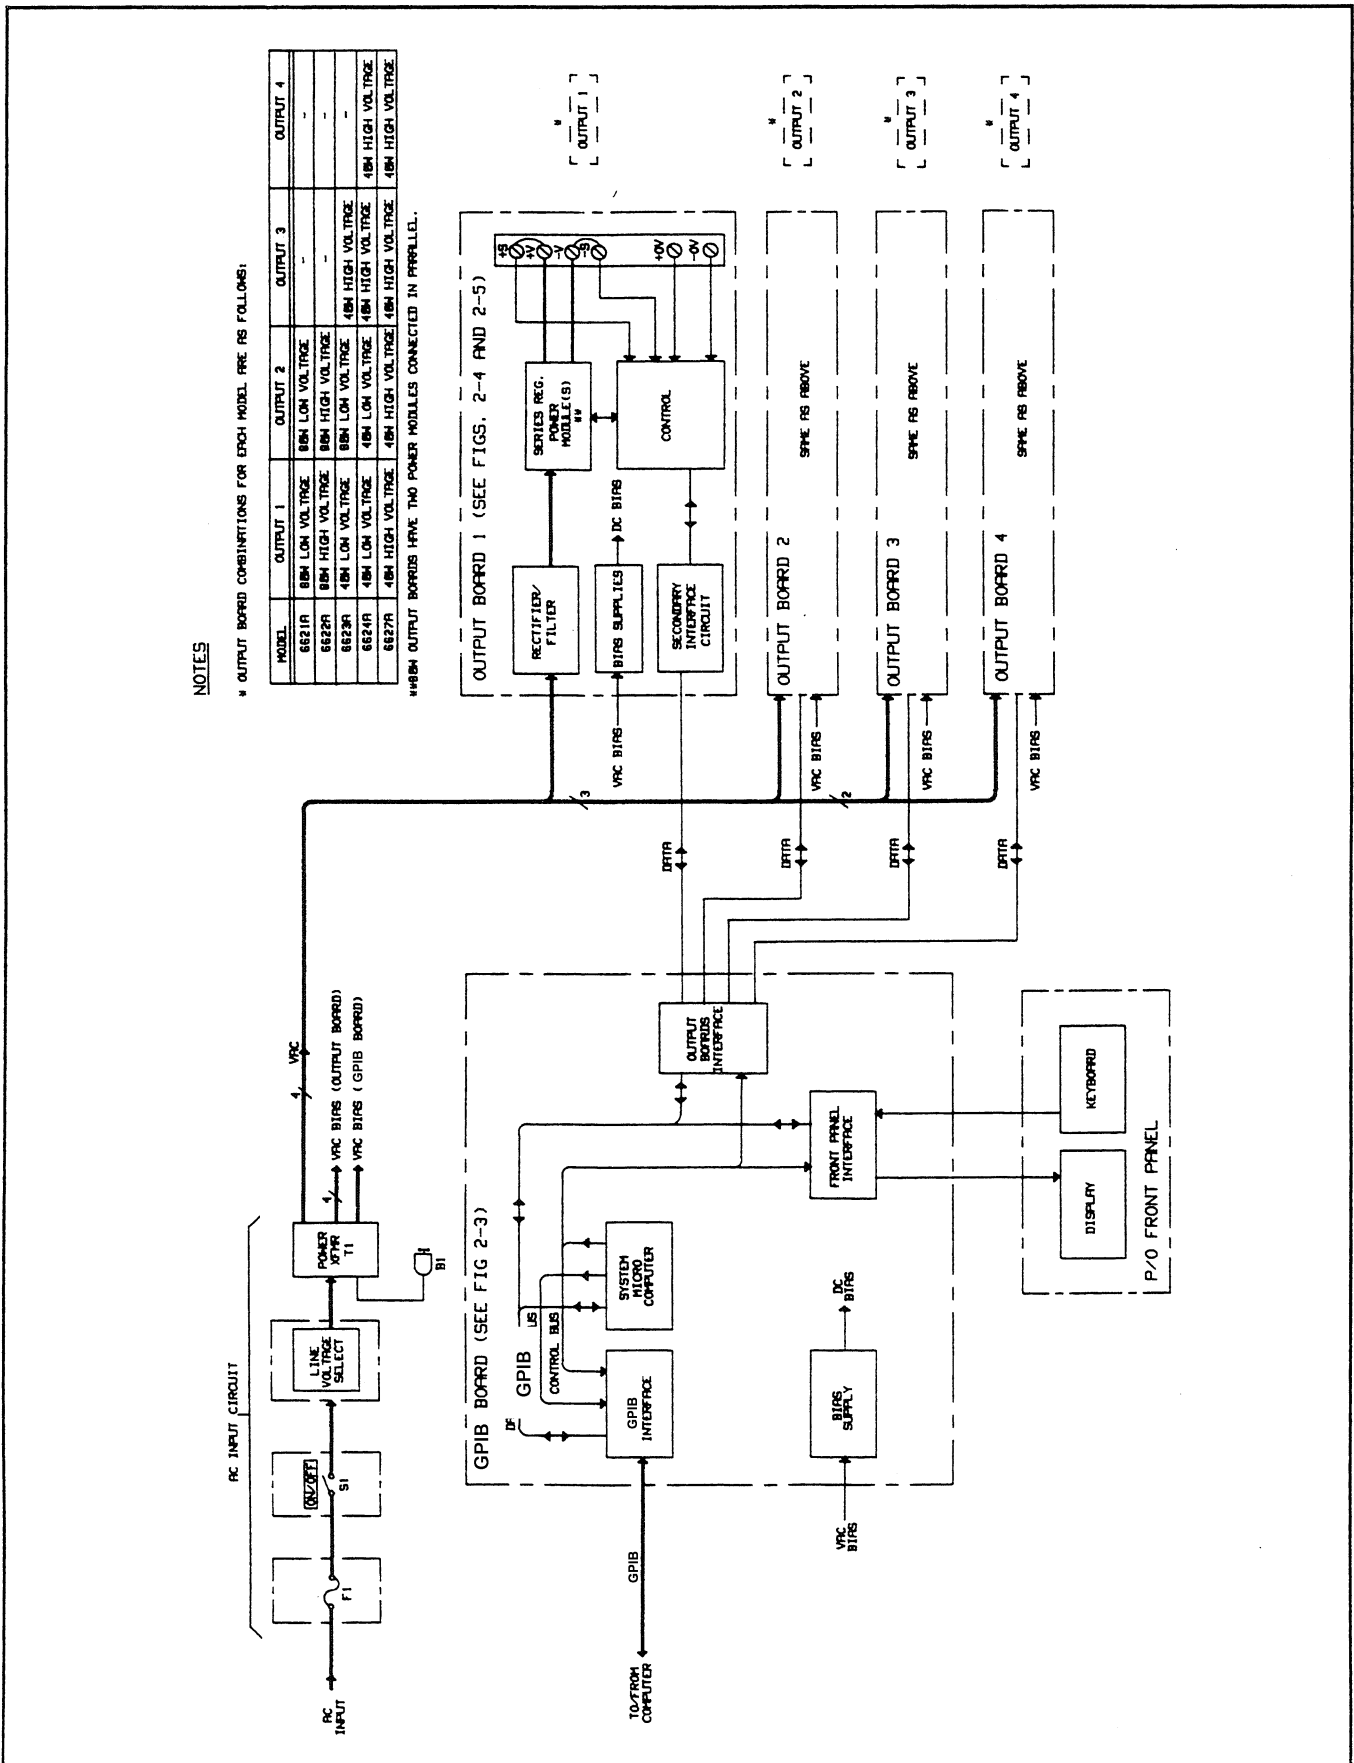 NOTES
* OUTPUT BOARD COMBINATIONS FOR EACH MODEL ARE AS FOLLOWS:
MODEL OUTPUT 1 OUTPUT 2 OUTPUT 3 OUTPUT 4
6621A 80W LOW VOLTAGE 80W LOW VOLTAGE - -
6622A 80W HIGH VOLTAGE 80W HIGH VOLTAGE - -
6623A 40W LOW VOLTAGE 80W LOW VOLTAGE 40W HIGH VOLTAGE -
6624A 40W LOW VOLTAGE 40W LOW VOLTAGE 40W HIGH VOLTAGE 40W HIGH VOLTAGE
6627A 40W HIGH VOLTAGE 40W HIGH VOLTAGE 40W HIGH VOLTAGE 40W HIGH VOLTAGE
**80W OUTPUT BOARDS HAVE TWO POWER MODULES CONNECTED IN PARALLEL.
AC INPUT CIRCUIT
AC
INPUT
F1
ON/OFF
S1
LINE
VOLTAGE
SELECT
POWER
XFMR
T1
B1
4
VAC
4
VAC BIAS (OUTPUT BOARD)
VAC BIAS ( GPIB BOARD)
3
2
OUTPUT BOARD 1 (SEE FIGS. 2-4 AND 2-5)
RECTIFIER/
FILTER
SERIES REG.
POWER
MODULE(S)
**
VAC BIAS
BIAS SUPPLIES
DC BIAS
SECONDARY
INTERFACE
CIRCUIT
CONTROL
+S
+V
-V
-S
+OV
-OV
*
OUTPUT 1
DATA
OUTPUT BOARD 2
SAME AS ABOVE
VAC BIAS
*
OUTPUT 2
DATA
OUTPUT BOARD 3
SAME AS ABOVE
VAC BIAS
*
OUTPUT 3
DATA
OUTPUT BOARD 4
SAME AS ABOVE
VAC BIAS
*
OUTPUT 4
DATA
GPIB BOARD (SEE FIG 2-3)
GPIB
US
CONTROL BUS
TO/FROM
COMPUTER
GPIB
GPIB
INTERFACE
SYSTEM
MICRO
COMPUTER
OUTPUT
BOARDS
INTERFACE
FRONT PANEL
INTERFACE
VAC
BIAS
BIAS
SUPPLY
DC
BIAS
DISPLAY
KEYBOARD
P/O FRONT PANEL